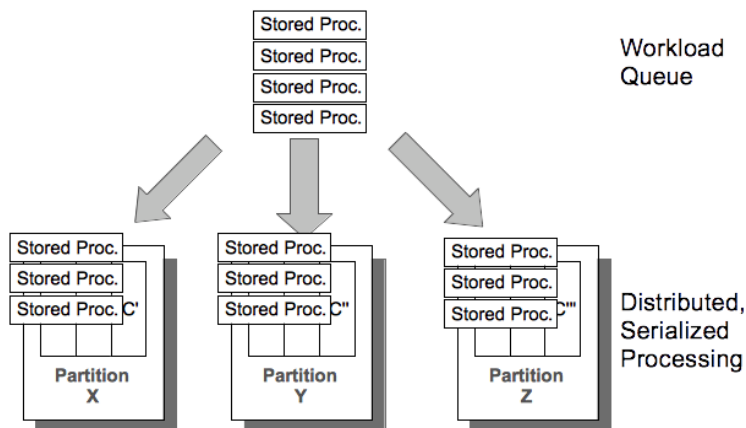 Stored Proc.
Stored Proc.
Stored Proc.
Stored Proc.
Workload
Queue
Stored Proc.
Stored Proc.
Stored Proc.
C'
Partition
X
Stored Proc.
Stored Proc.
Stored Proc.
C''
Partition
Y
Stored Proc.
Stored Proc.
Stored Proc.
C'''
Partition
Z
Distributed,
Serialized
Processing